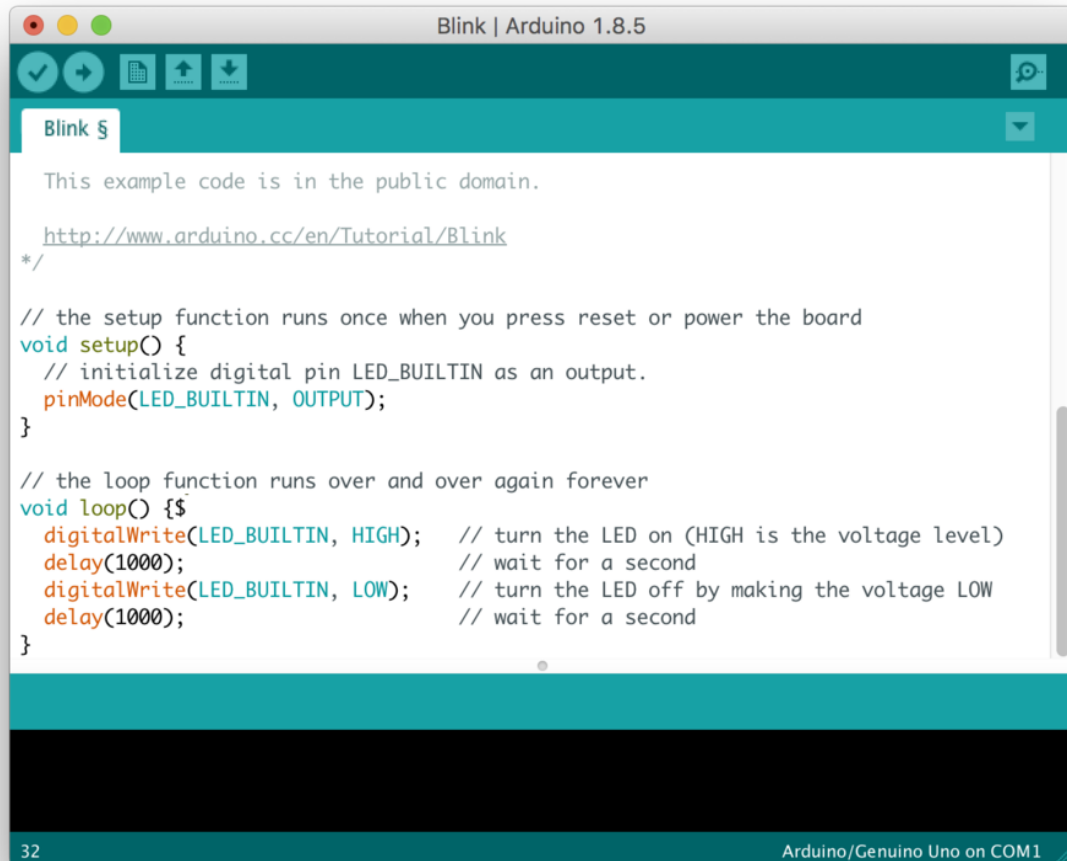 Blink | Arduino 1.8.5
Blink §
This example code is in the public domain.
http://www.arduino.cc/en/Tutorial/Blink
*/
// the setup function runs once when you press reset or power the board
void setup() {
  // initialize digital pin LED_BUILTIN as an output.
  pinMode(LED_BUILTIN, OUTPUT);
}
// the loop function runs over and over again forever
void loop() {$
  digitalWrite(LED_BUILTIN, HIGH);   // turn the LED on (HIGH is the voltage level)
  delay(1000);                       // wait for a second
  digitalWrite(LED_BUILTIN, LOW);    // turn the LED off by making the voltage LOW
  delay(1000);                       // wait for a second
}
32 Arduino/Genuino Uno on COM1